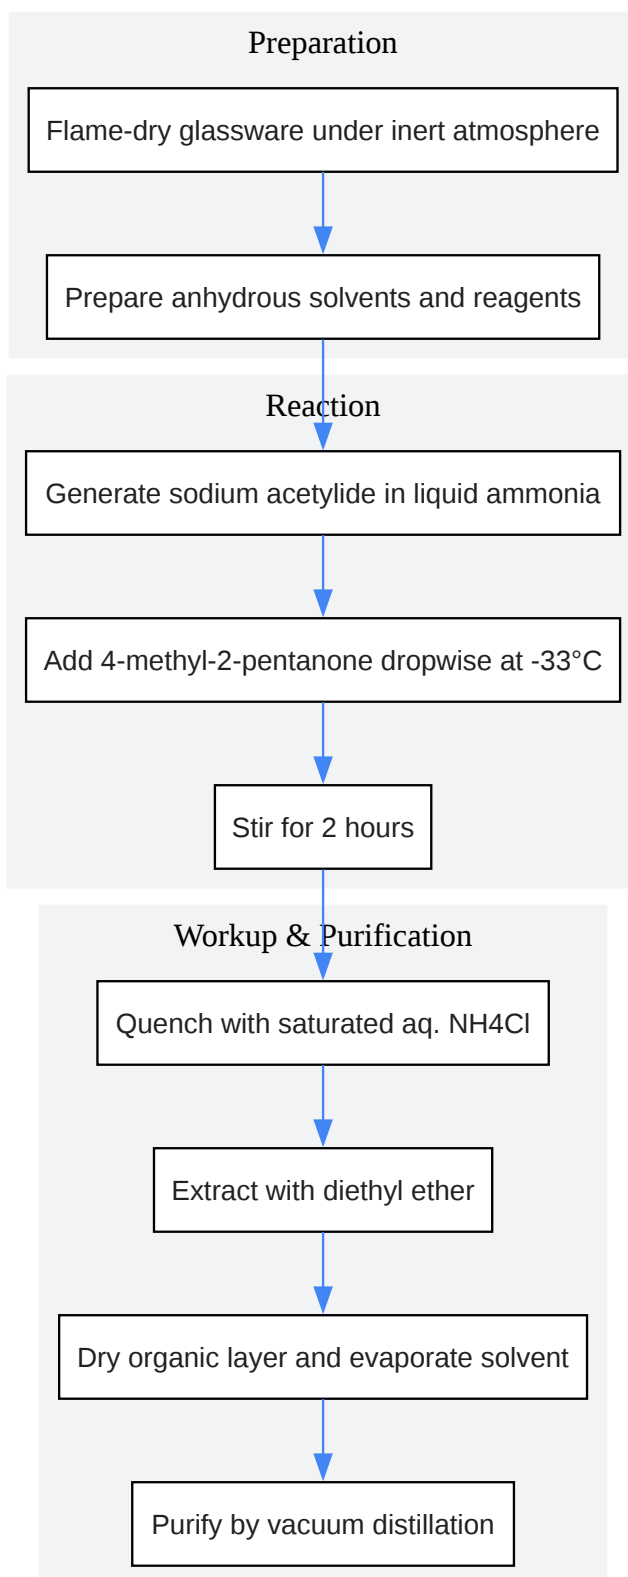 Preparation
Flame-dry glassware under inert atmosphere
Prepare anhydrous solvents and reagents
Reaction
Generate sodium acetylide in liquid ammonia
Add 4-methyl-2-pentanone dropwise at -33°C
Stir for 2 hours
Workup & Purification
Quench with saturated aq. NH4Cl
Extract with diethyl ether
Dry organic layer and evaporate solvent
Purify by vacuum distillation